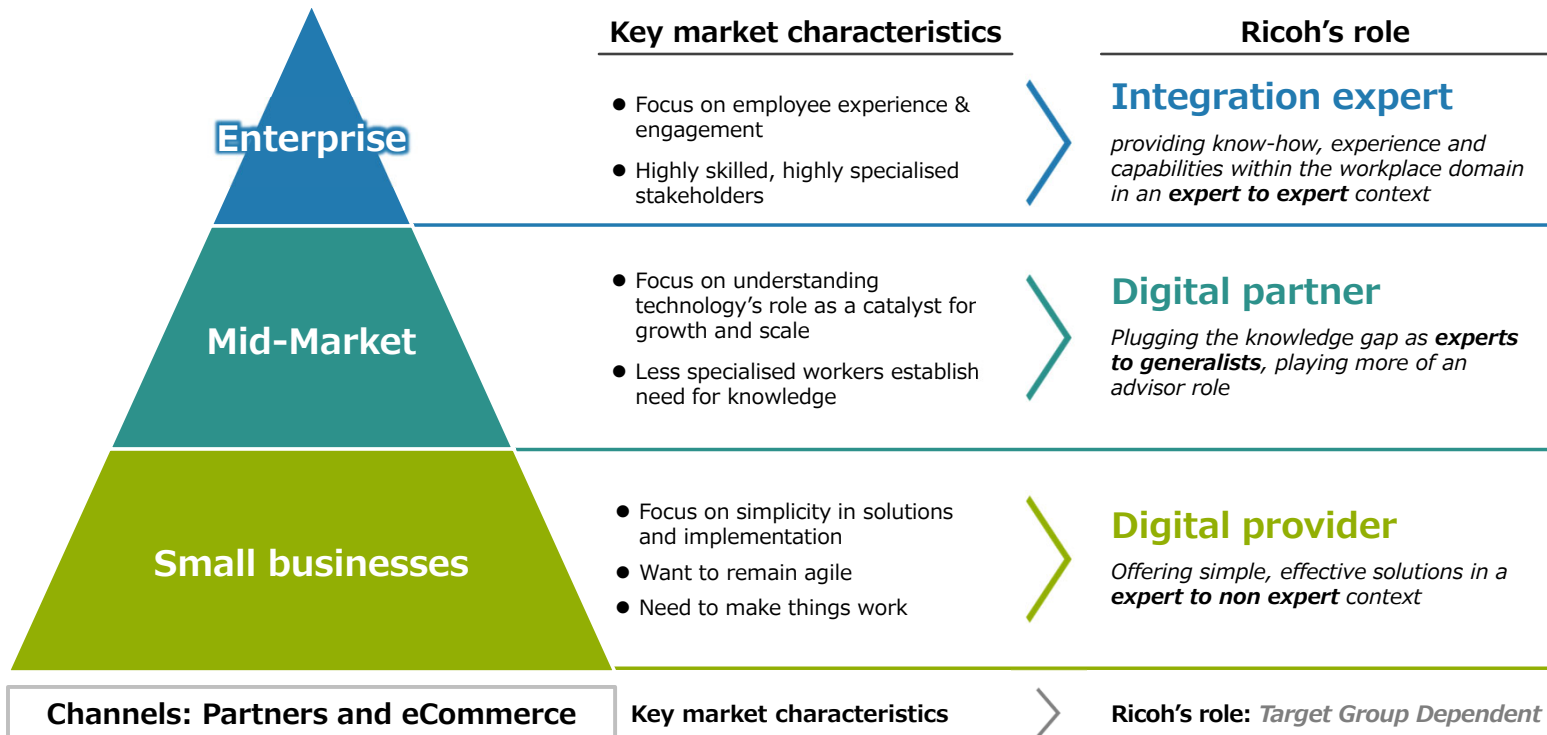 Key market characteristics
Ricoh’s role
Enterprise
● Focus on employee experience &
engagement
● Highly skilled, highly specialised
stakeholders
Integration expert
providing know-how, experience and
capabilities within the workplace domain
in an expert to expert context
Mid-Market
● Focus on understanding
technology’s role as a catalyst for
growth and scale
● Less specialised workers establish
need for knowledge
Digital partner
Plugging the knowledge gap as experts
to generalists, playing more of an
advisor role
Small businesses
● Focus on simplicity in solutions
and implementation
● Want to remain agile
● Need to make things work
Digital provider
Offering simple, effective solutions in a
expert to non expert context
Channels: Partners and eCommerce
Key market characteristics
Ricoh’s role: Target Group Dependent